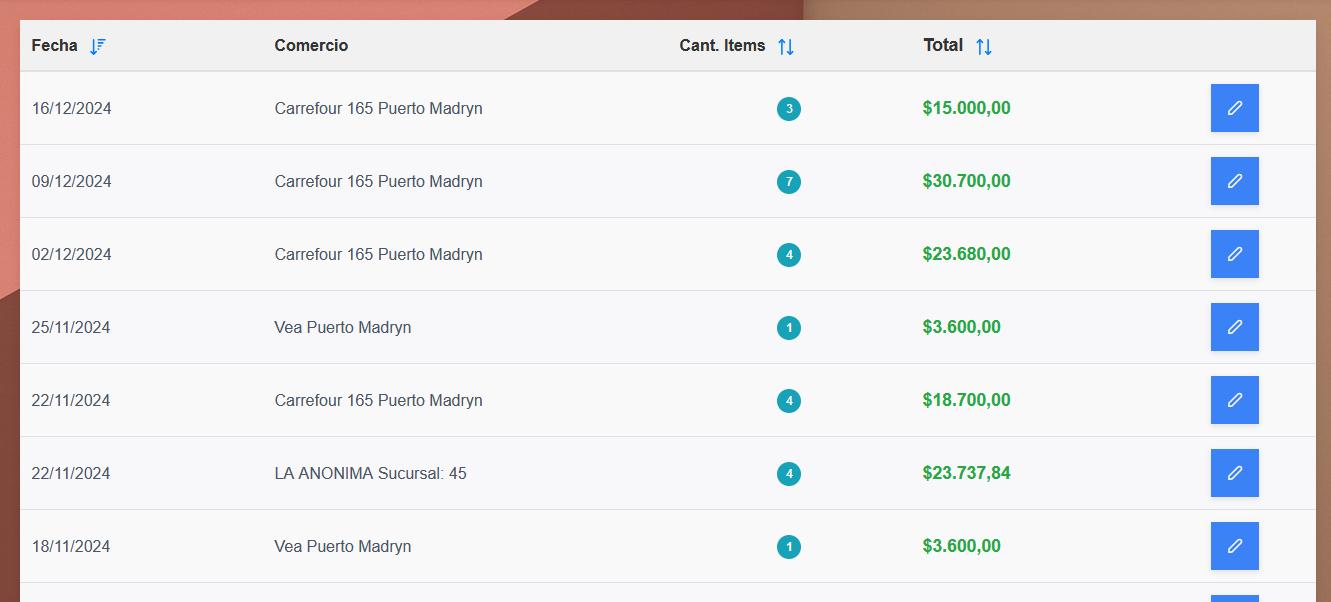 Fecha Comercio Cant. Items Total
16/12/2024 Carrefour 165 Puerto Madryn 3 $15.000,00
09/12/2024 Carrefour 165 Puerto Madryn 7 $30.700,00
02/12/2024 Carrefour 165 Puerto Madryn 4 $23.680,00
25/11/2024 Vea Puerto Madryn 1 $3.600,00
22/11/2024 Carrefour 165 Puerto Madryn 4 $18.700,00
22/11/2024 LA ANONIMA Sucursal: 45 4 $23.737,84
18/11/2024 Vea Puerto Madryn 1 $3.600,00